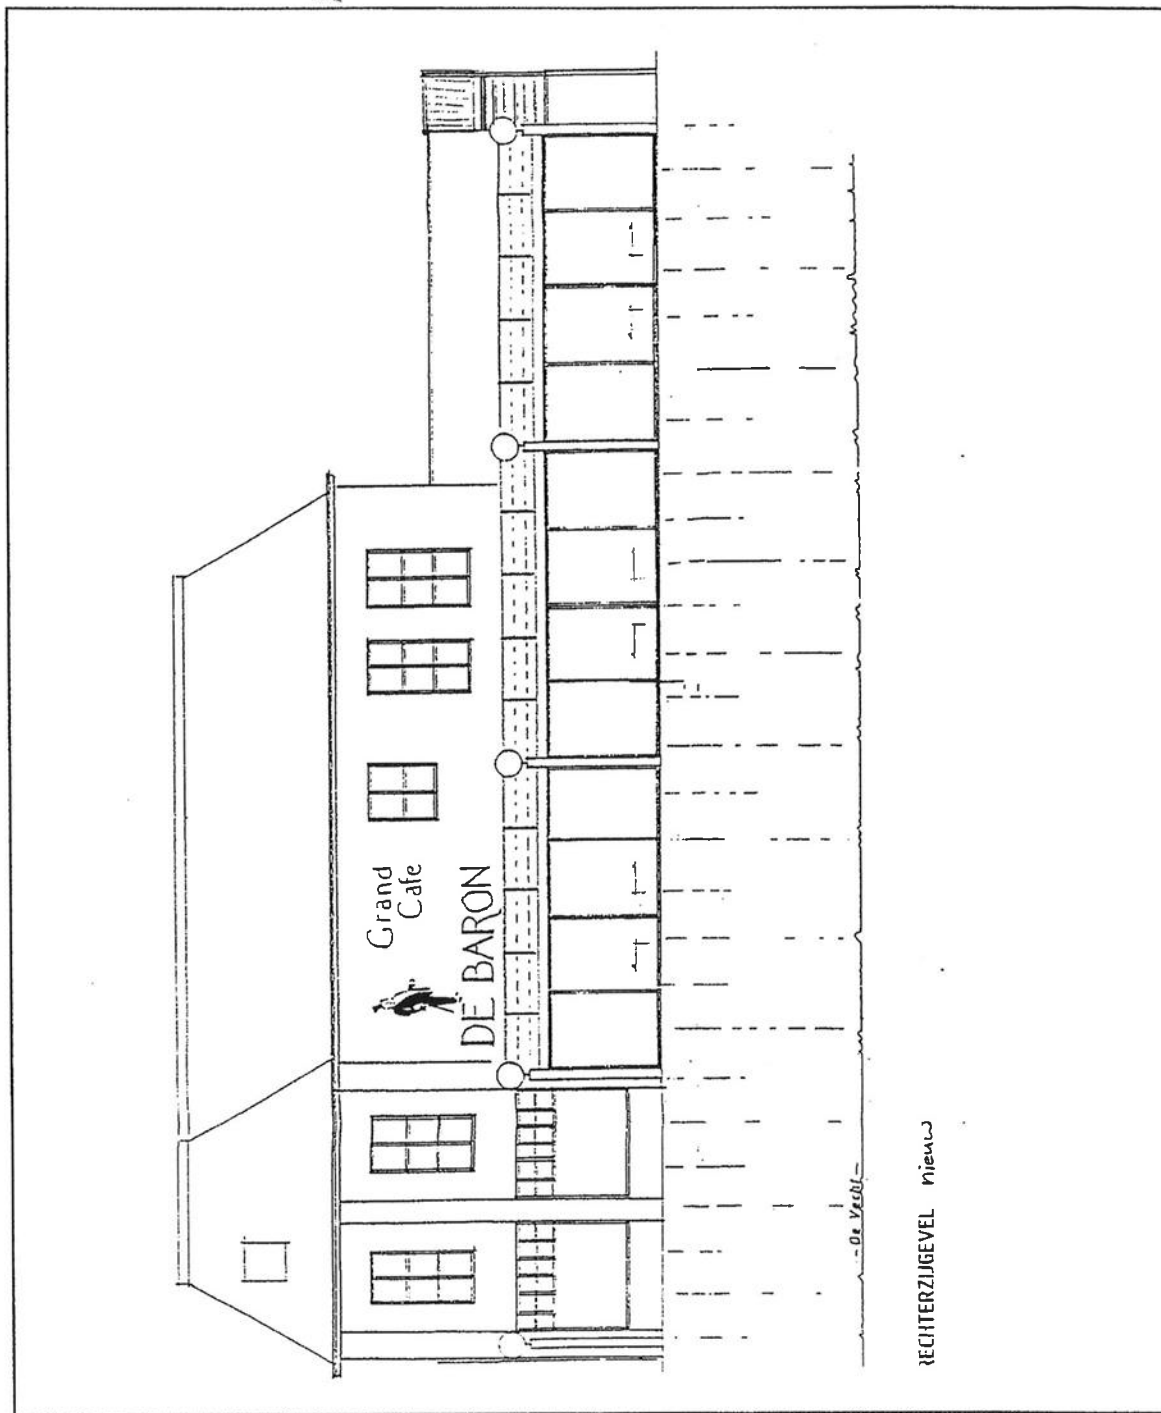 Grand
Cafe
DE BARON
- De Vecht -
RECHTERZIJGEVEL nieuw